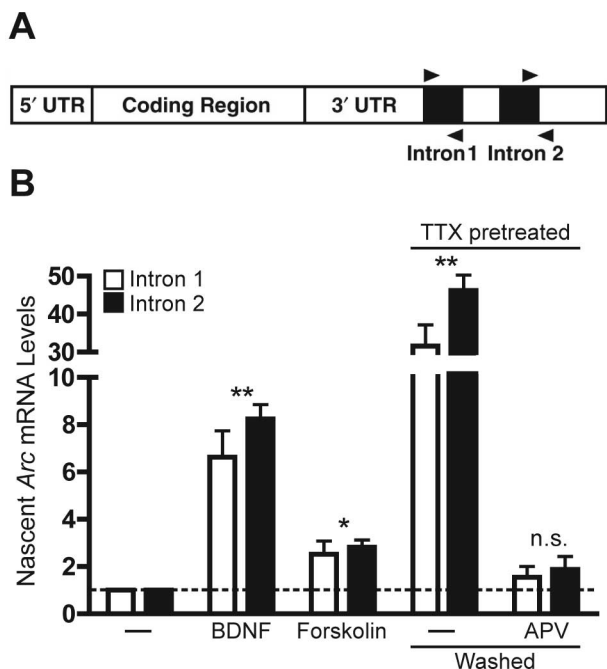 A
5′ UTR Coding Region 3′ UTR
Intron1 Intron 2
B
TTX pretreated
Nascent Arc mRNA Levels
Intron 1
Intron 2
50
40
30
10
8
6
4
2
0
**
*
**
n.s.
— BDNF Forskolin — APV
Washed